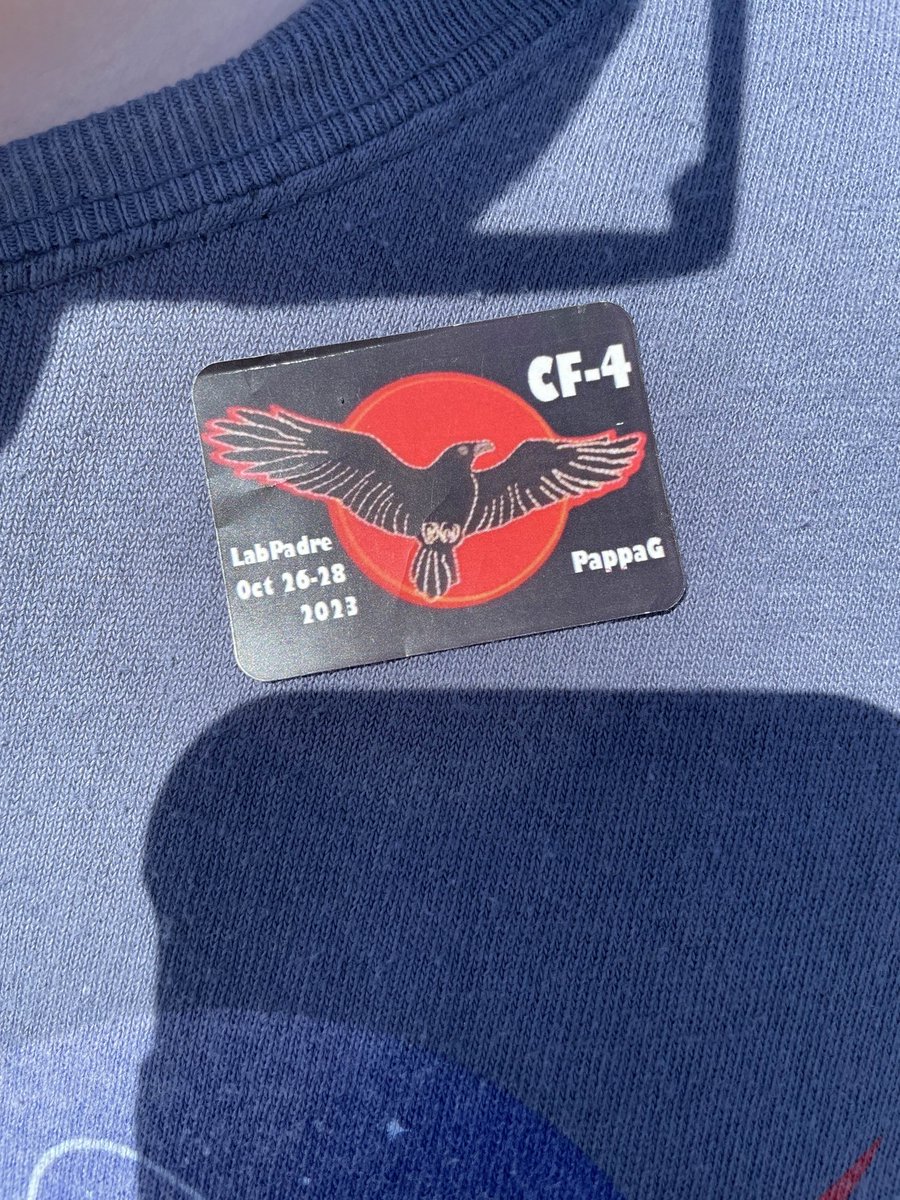 CF-4
LabPadre
Oct 26-28
2023
PappaG